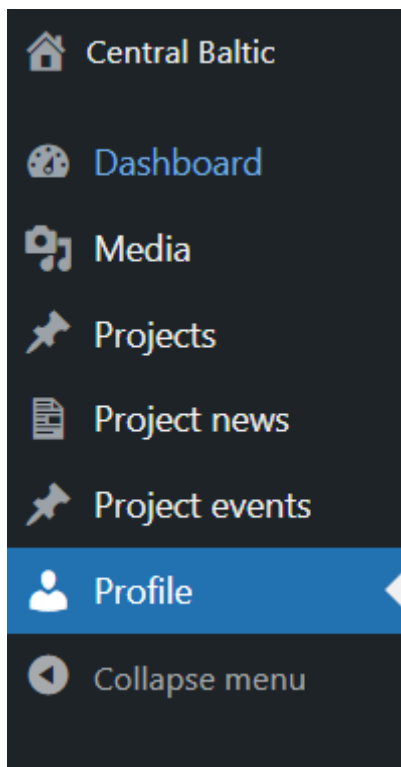 Central Baltic
Dashboard
Media
Projects
Project news
Project events
Profile
Collapse menu